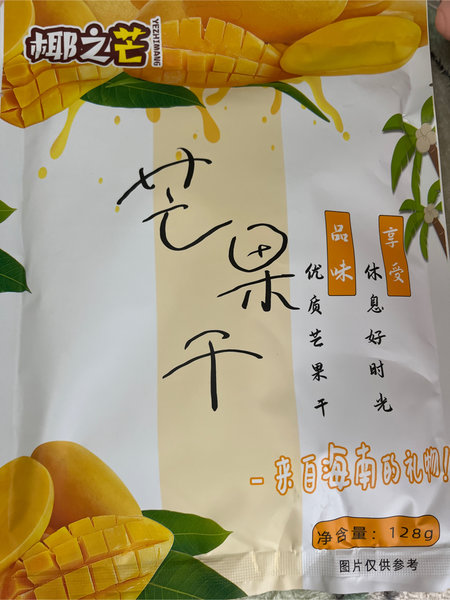 椰之芒
YEZHIMANG
芒果干
享受
休息好时光
品味
优质芒果干
-来自海南的礼物!
净含量: 128g
图片仅供参考